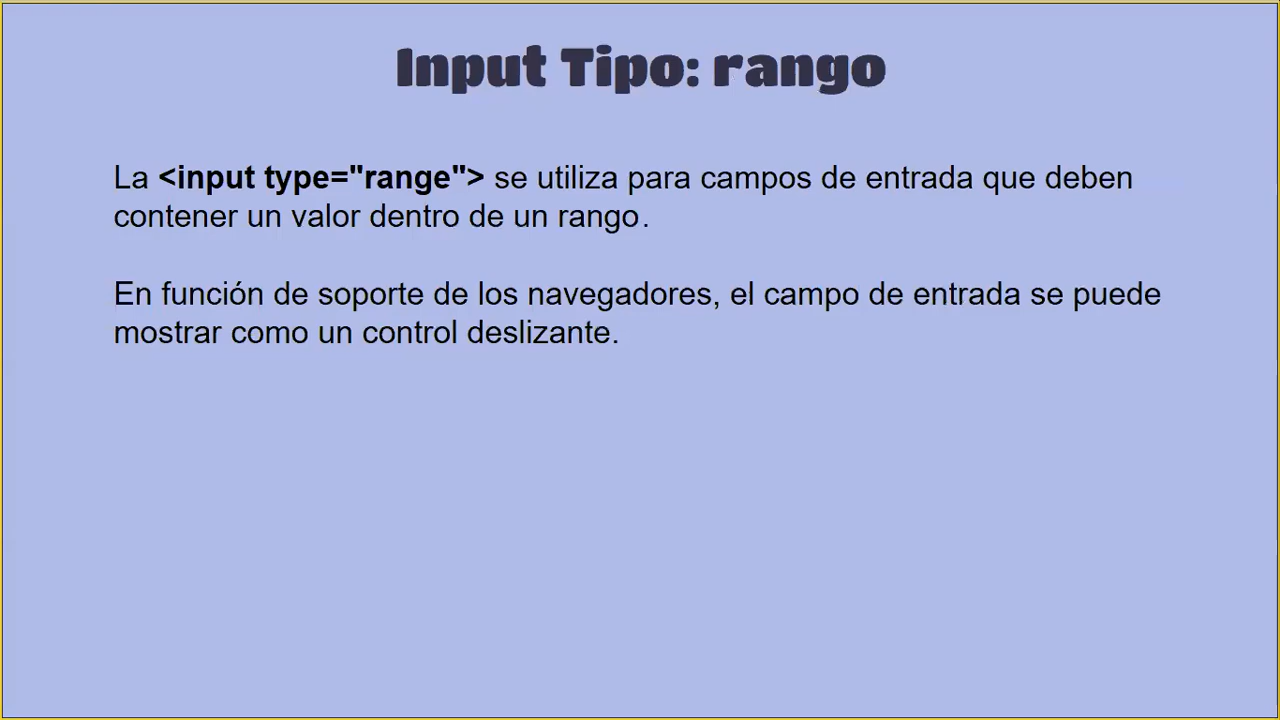 Input Tipo: rango
La <input type="range"> se utiliza para campos de entrada que deben
contener un valor dentro de un rango.
En función de soporte de los navegadores, el campo de entrada se puede
mostrar como un control deslizante.